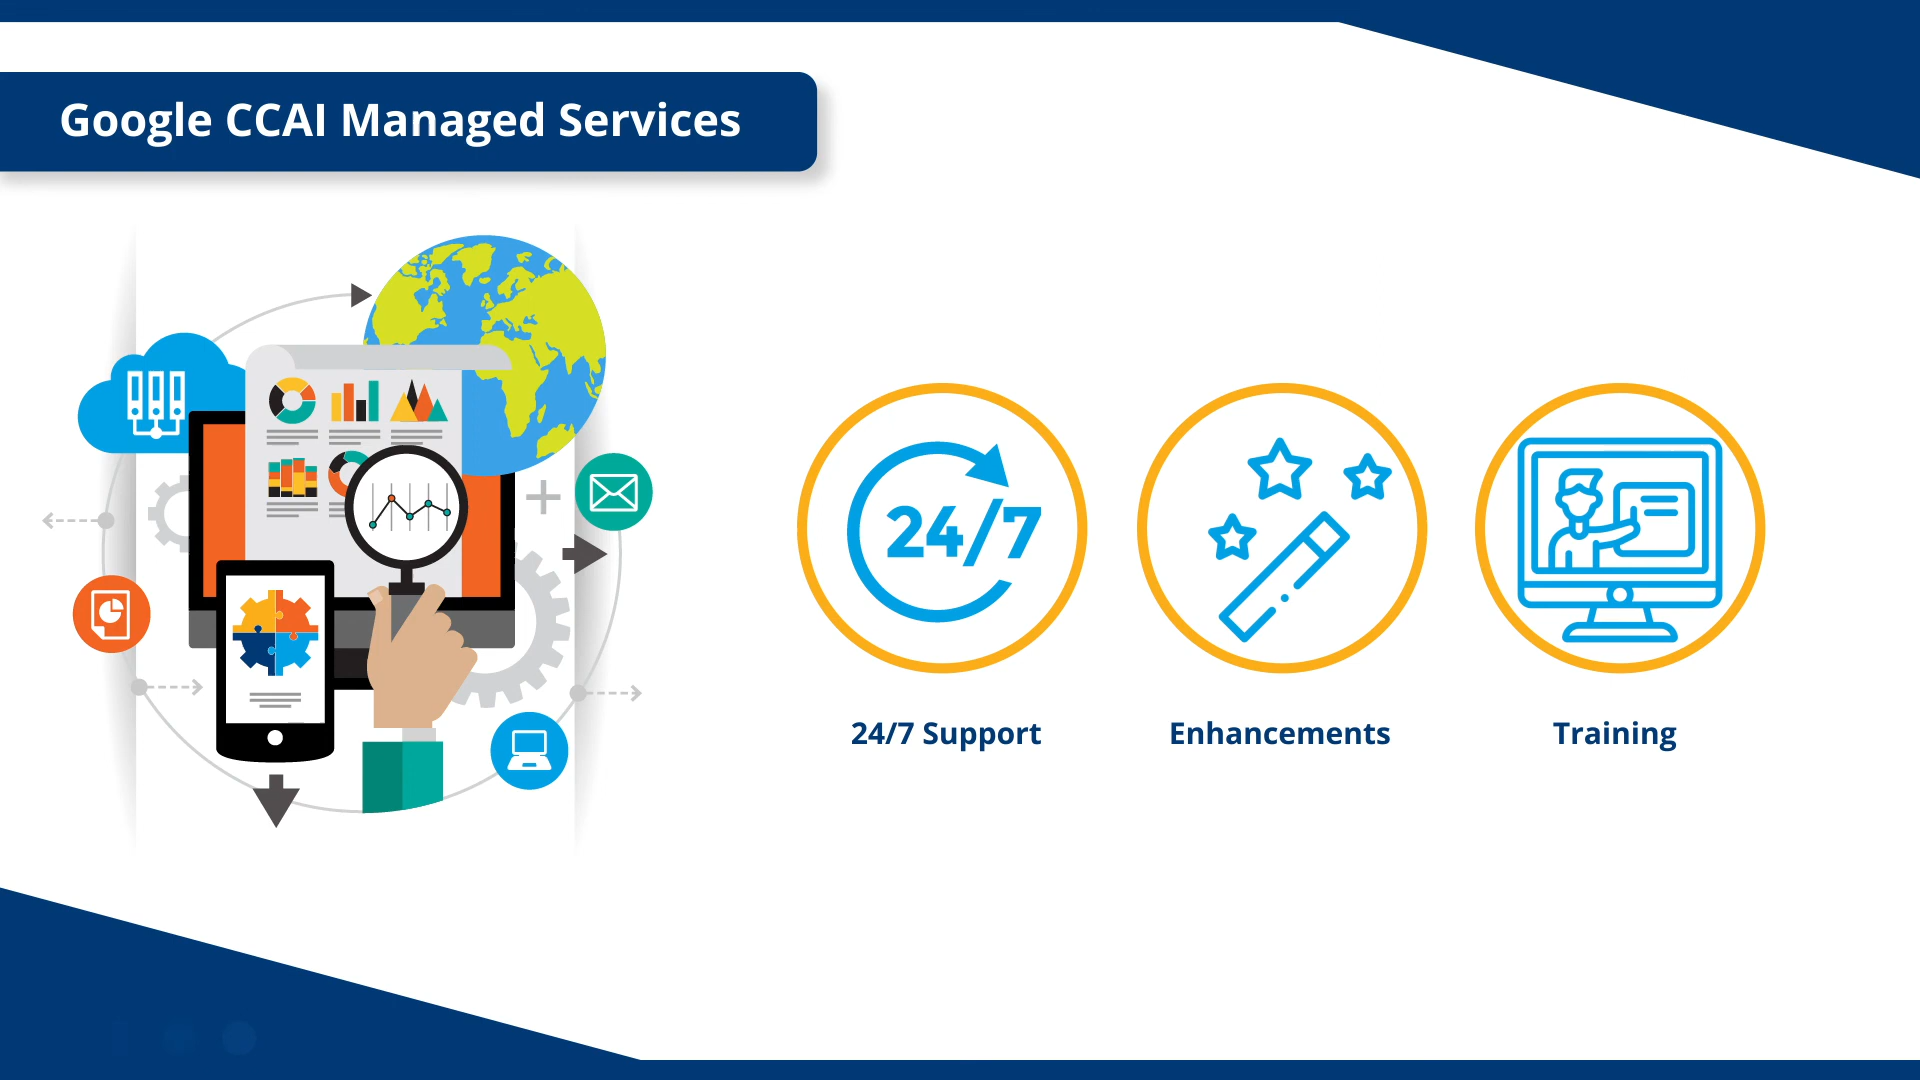 Google CCAI Managed Services
24/7
24/7 Support
Enhancements
Training